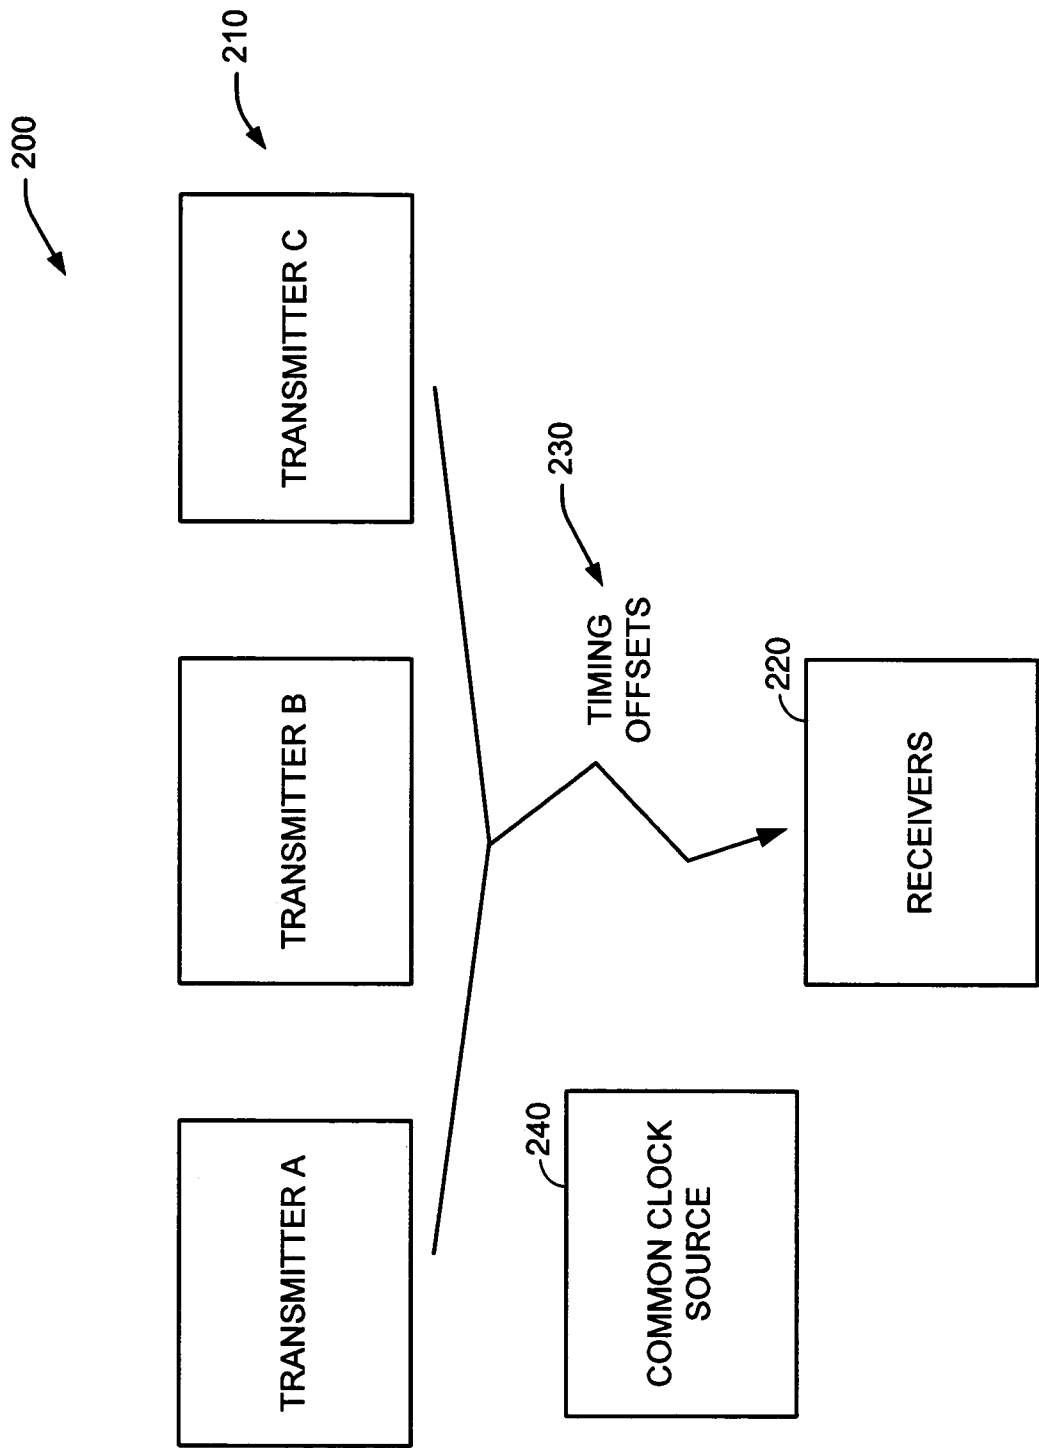 200
210
TRANSMITTER A
TRANSMITTER B
TRANSMITTER C
230
TIMING
OFFSETS
240
COMMON CLOCK
SOURCE
220
RECEIVERS